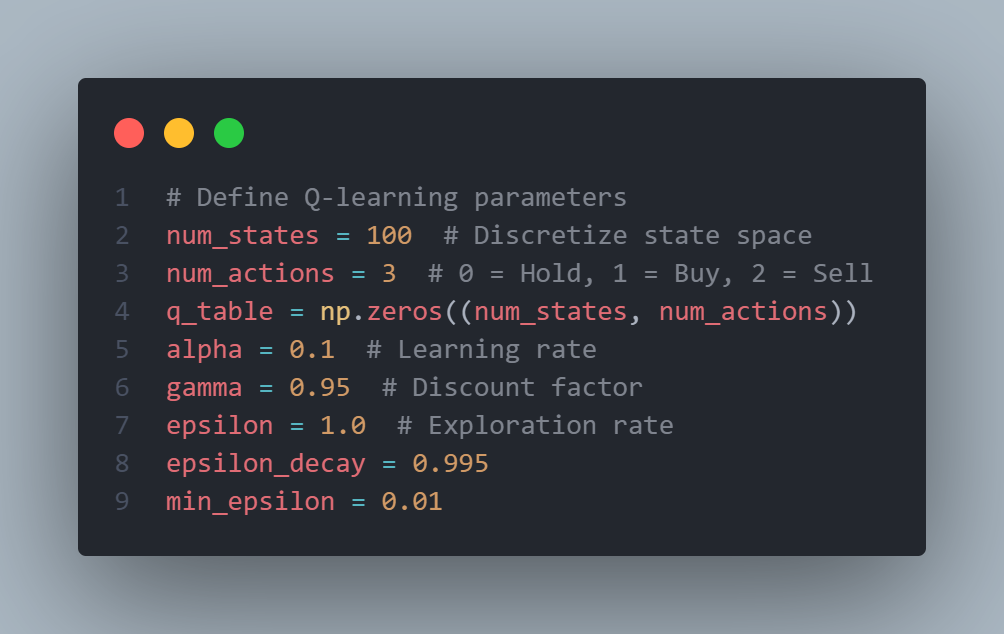 1 # Define Q-learning parameters
2 num_states = 100  # Discretize state space
3 num_actions = 3  # 0 = Hold, 1 = Buy, 2 = Sell
4 q_table = np.zeros((num_states, num_actions))
5 alpha = 0.1  # Learning rate
6 gamma = 0.95  # Discount factor
7 epsilon = 1.0  # Exploration rate
8 epsilon_decay = 0.995
9 min_epsilon = 0.01